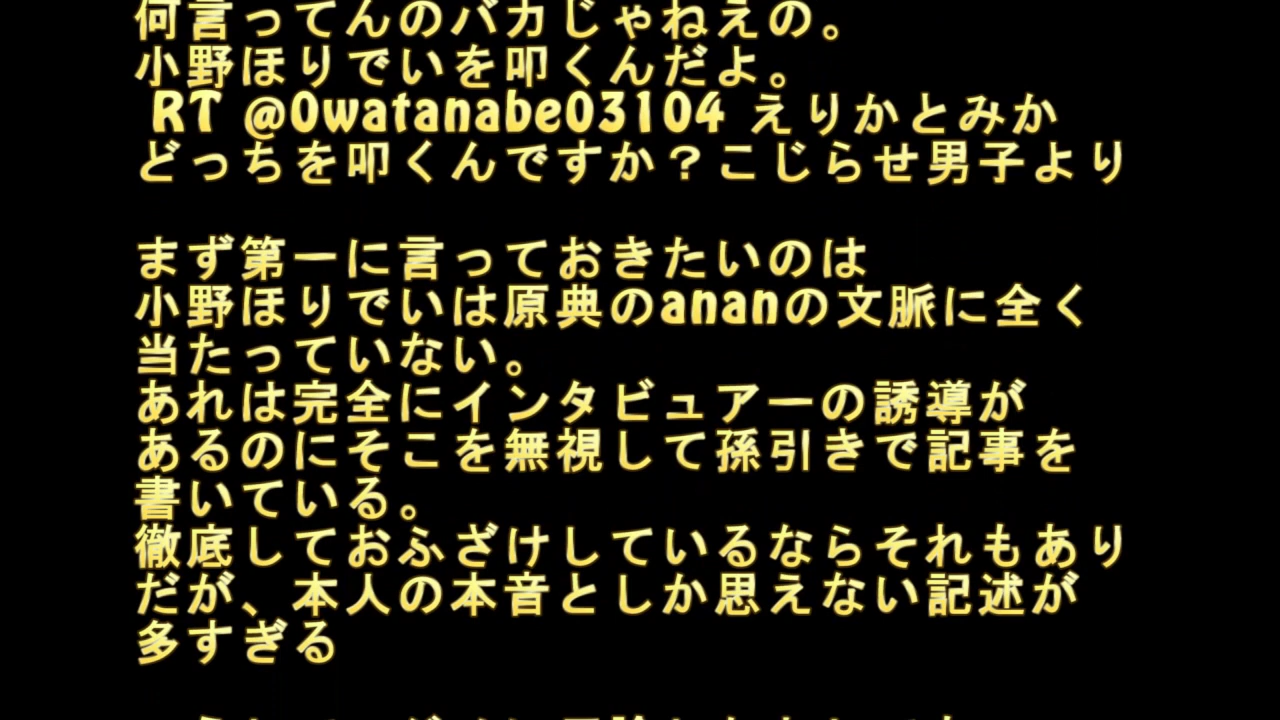 何言ってんのバカじゃねえの。
小野ほりでいを叩くんだよ。
RT @0watanabe03104 えりかとみか
どっちを叩くんですか？こじらせ男子より
まず第一に言っておきたいのは
小野ほりでいは原典のananの文脈に全く
当たっていない。
あれは完全にインタビュアーの誘導が
あるのにそこを無視して孫引きで記事を
書いている。
徹底しておふざけしているならそれもあり
だが、本人の本音としか思えない記述が
多すぎる